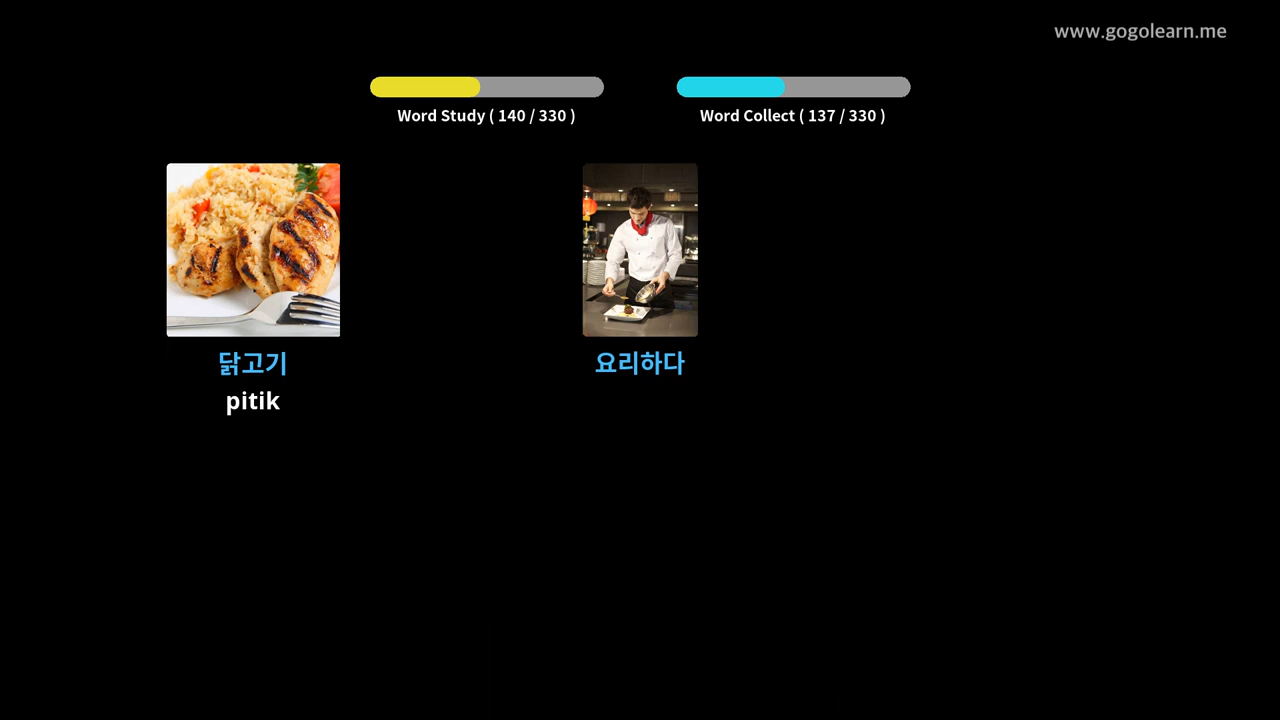 www.gogolearn.me
Word Study ( 140 / 330 )
Word Collect ( 137 / 330 )
닭고기
pitik
요리하다